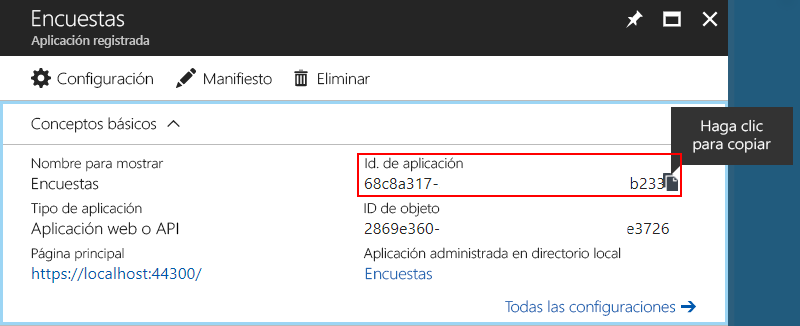 Encuestas
Aplicación registrada
Configuración
Manifiesto
Eliminar
Conceptos básicos
Haga clic
para copiar
Nombre para mostrar
Encuestas
Id. de aplicación
68c8a317- b233
Tipo de aplicación
Aplicación web o API
ID de objeto
2869e360- e3726
Página principal
https://localhost:44300/
Aplicación administrada en directorio local
Encuestas
Todas las configuraciones